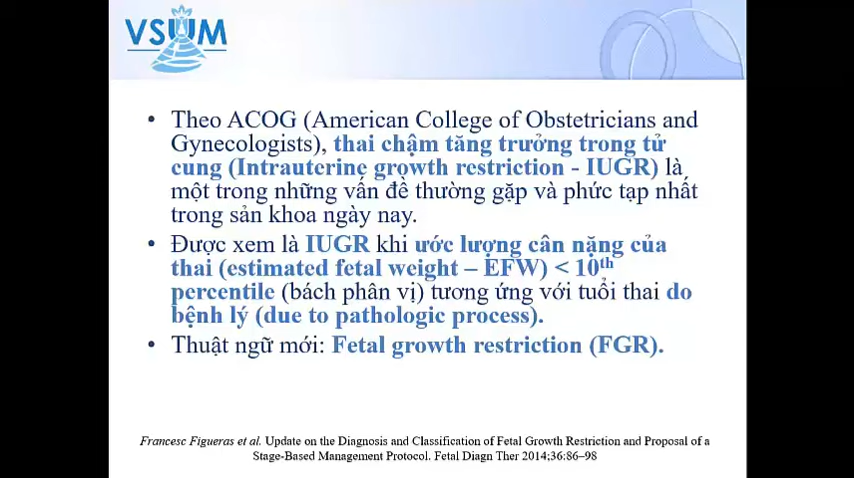 VSUM
• Theo ACOG (American College of Obstetricians and
Gynecologists), thai chậm tăng trưởng trong tử
cung (Intrauterine growth restriction - IUGR) là
một trong những vấn đề thường gặp và phức tạp nhất
trong sản khoa ngày nay.
• Được xem là IUGR khi ước lượng cân nặng của
thai (estimated fetal weight – EFW) < 10th
percentile (bách phân vị) tương ứng với tuổi thai do
bệnh lý (due to pathologic process).
• Thuật ngữ mới: Fetal growth restriction (FGR).
Francesc Figueras et al. Update on the Diagnosis and Classification of Fetal Growth Restriction and Proposal of a
Stage-Based Management Protocol. Fetal Diagn Ther 2014;36:86–98